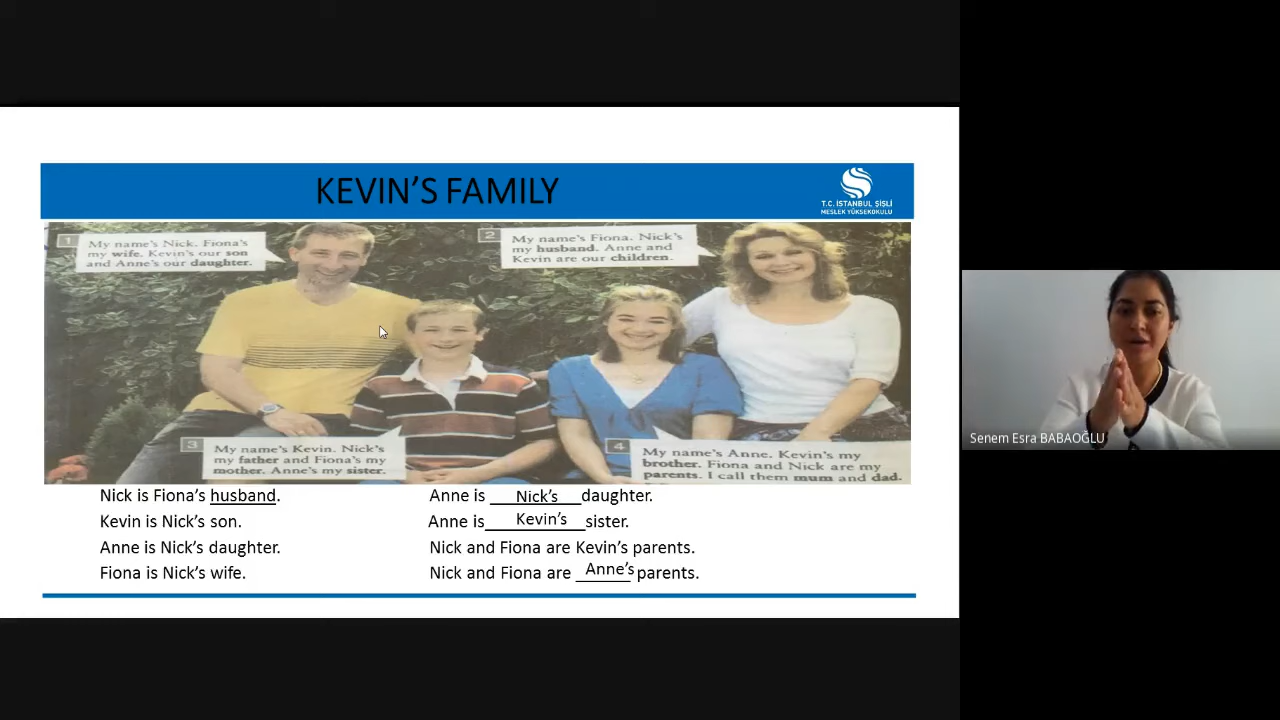 KEVIN'S FAMILY
T.C. İSTANBUL ŞİŞLİ
MESLEK YÜKSEKOKULU
1
My name's Nick. Fiona's
my wife. Kevin's our son
and Anne's our daughter.
2
My name's Fiona. Nick's
my husband. Anne and
Kevin are our children.
3
My name's Kevin. Nick's
my father and Fiona's my
mother. Anne's my sister.
4
My name's Anne. Kevin's my
brother. Fiona and Nick are my
parents. I call them mum and dad.
Nick is Fiona's husband.
Kevin is Nick's son.
Anne is Nick's daughter.
Fiona is Nick's wife.
Anne is Nick's daughter.
Anne is Kevin's sister.
Nick and Fiona are Kevin's parents.
Nick and Fiona are Anne's parents.
Senem Esra BABAOĞLU